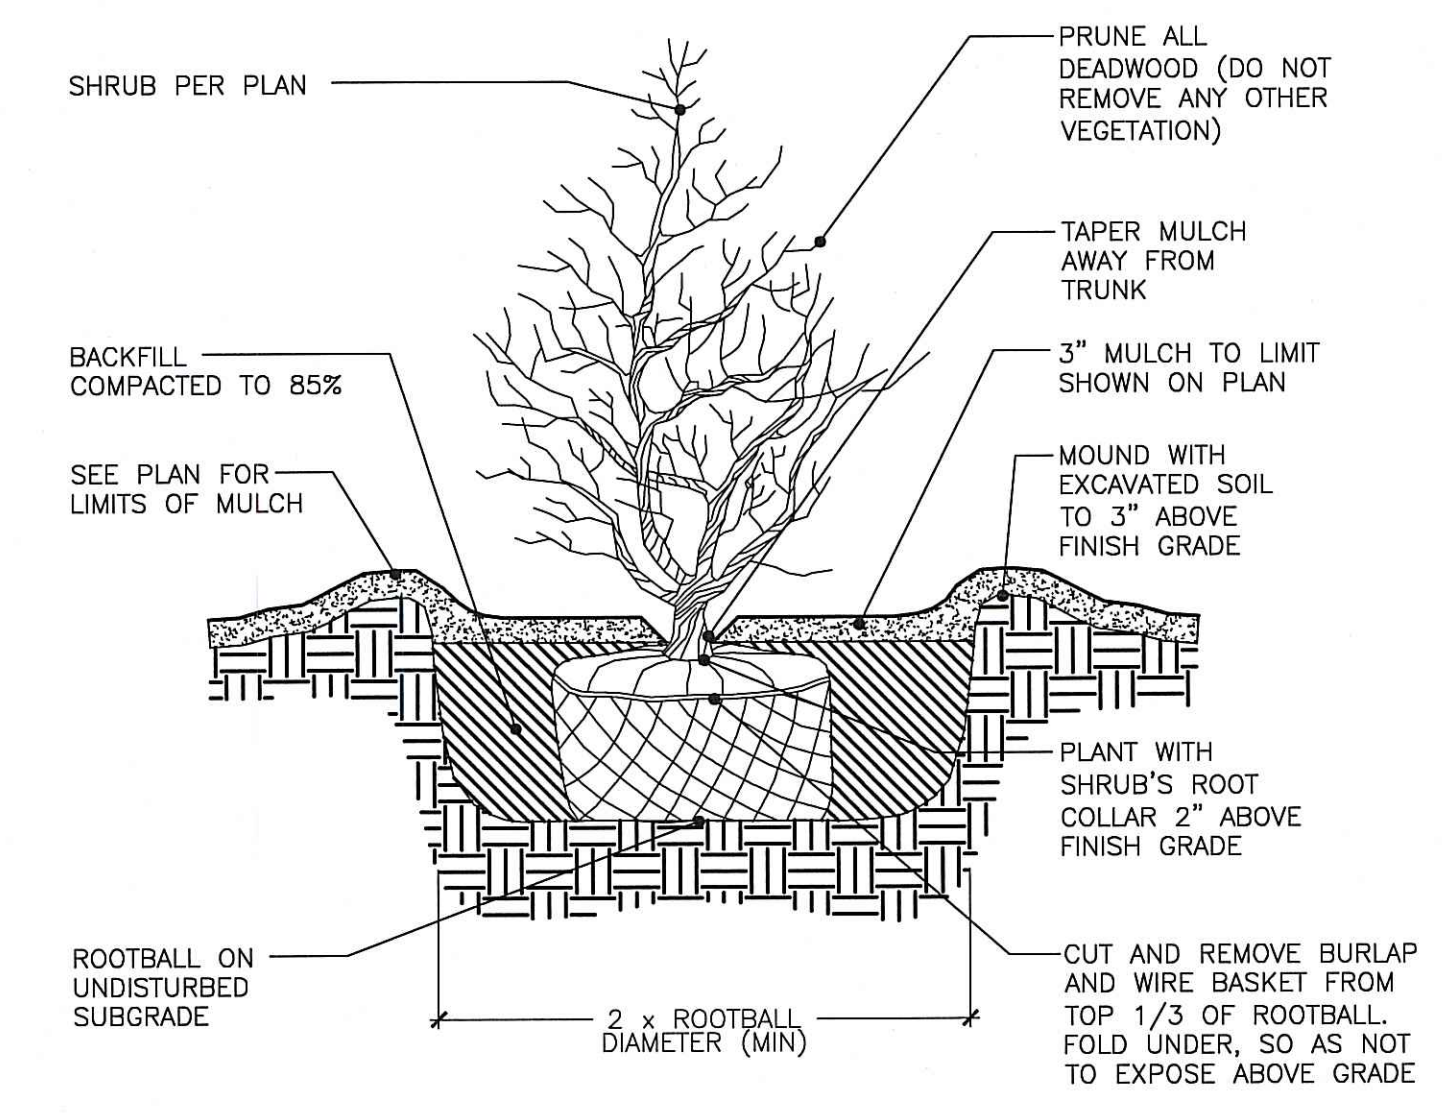 SHRUB PER PLAN
BACKFILL
COMPACTED TO 85%
SEE PLAN FOR
LIMITS OF MULCH
ROOTBALL ON
UNDISTURBED
SUBGRADE
2 x ROOTBALL
DIAMETER (MIN)
PRUNE ALL
DEADWOOD (DO NOT
REMOVE ANY OTHER
VEGETATION)
TAPER MULCH
AWAY FROM
TRUNK
3" MULCH TO LIMIT
SHOWN ON PLAN
MOUND WITH
EXCAVATED SOIL
TO 3" ABOVE
FINISH GRADE
PLANT WITH
SHRUB'S ROOT
COLLAR 2" ABOVE
FINISH GRADE
CUT AND REMOVE BURLAP
AND WIRE BASKET FROM
TOP 1/3 OF ROOTBALL.
FOLD UNDER, SO AS NOT
TO EXPOSE ABOVE GRADE